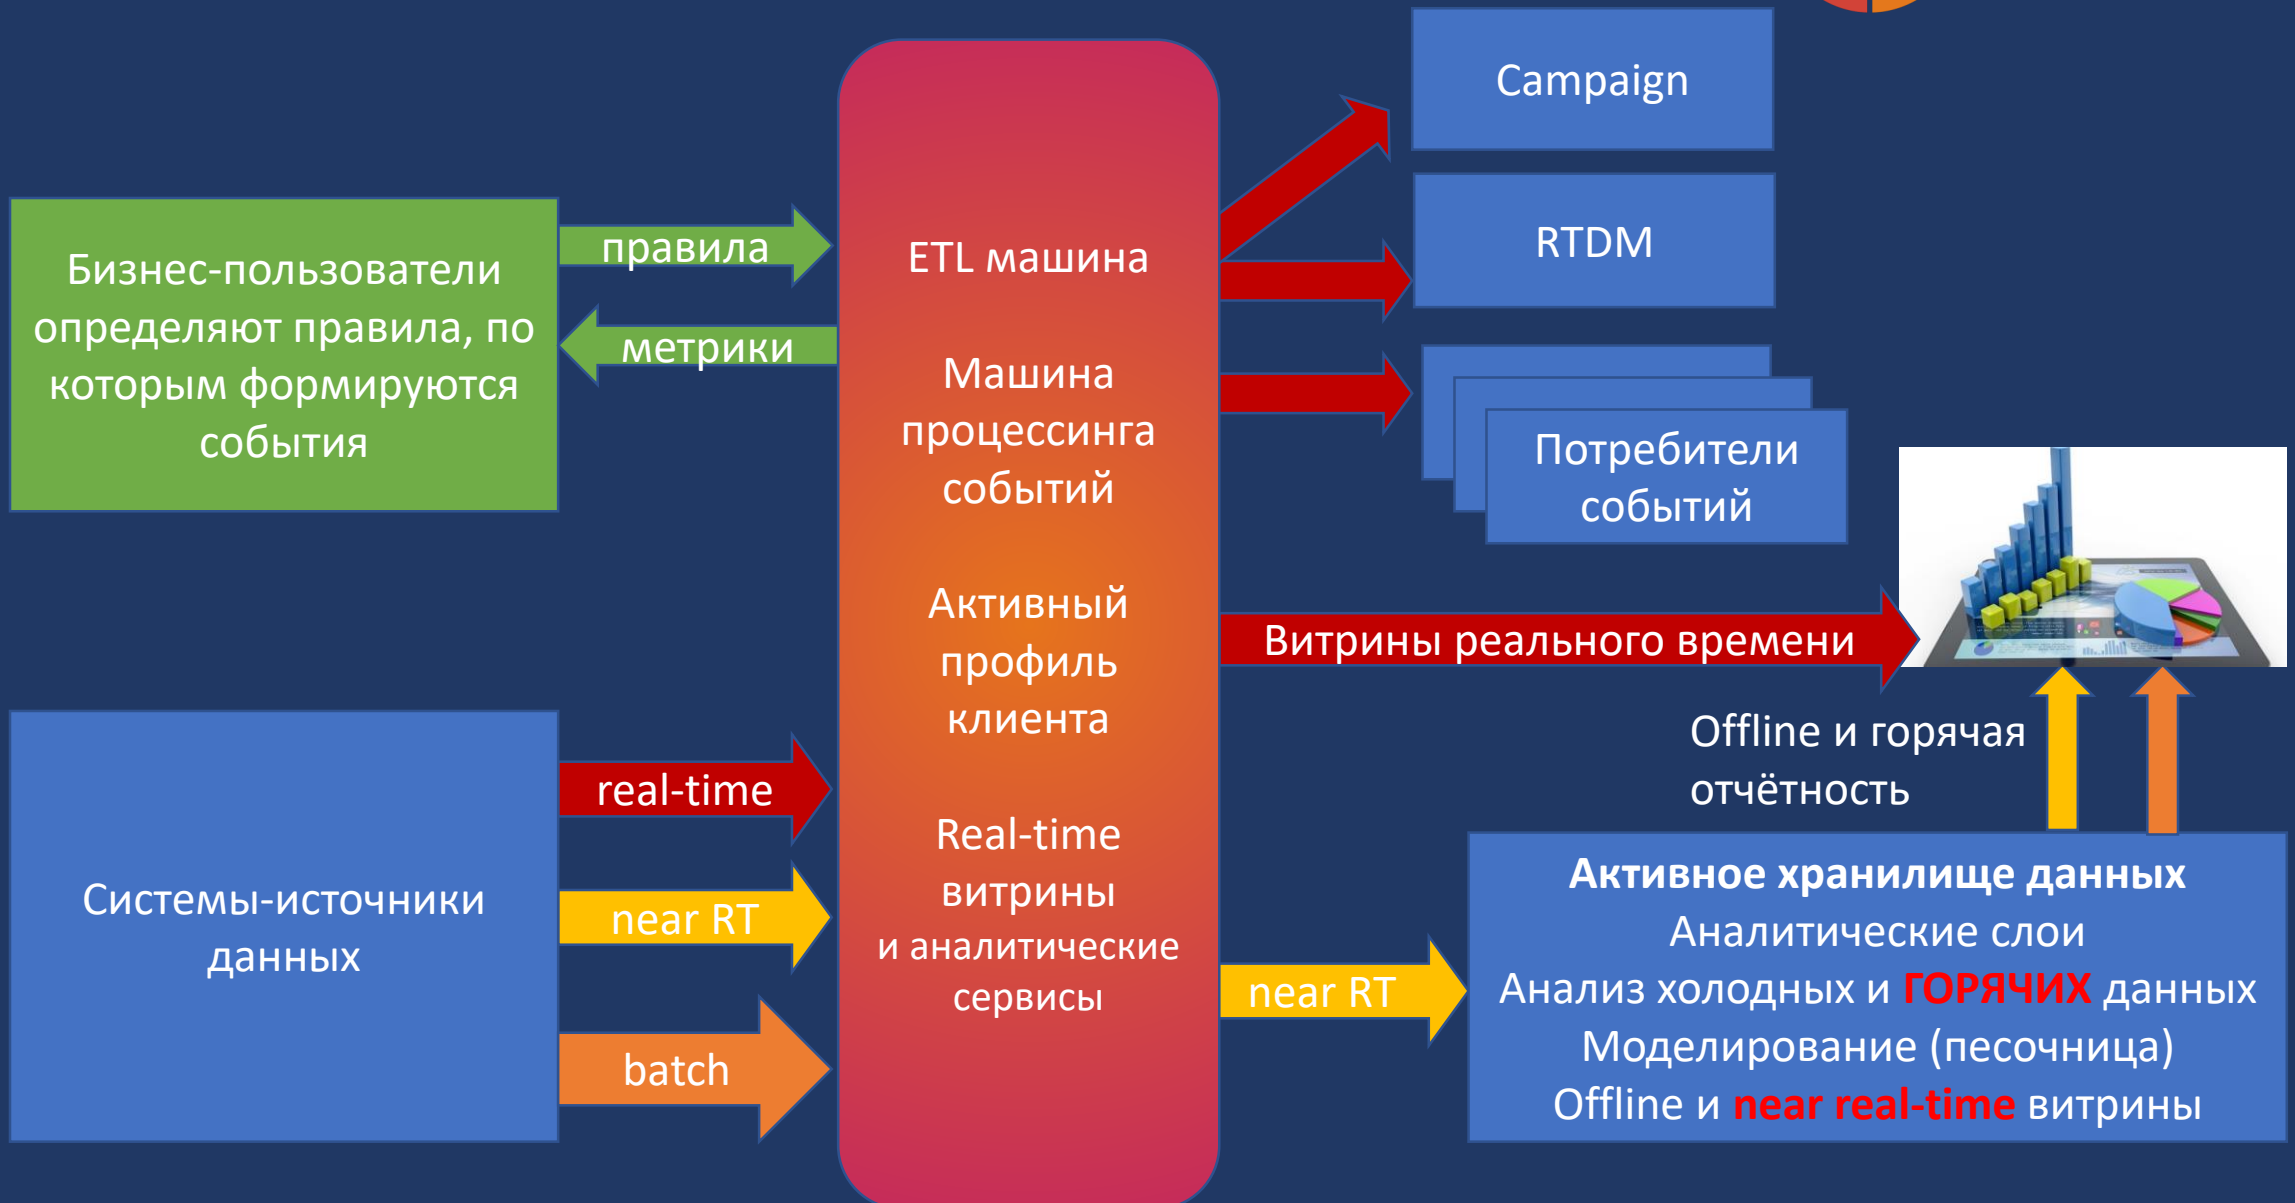 Бизнес-пользователи
определяют правила, по
которым формируются
события
правила
метрики
Системы-источники
данных
real-time
near RT
batch
ETL машина
Машина
процессинга
событий
Активный
профиль
клиента
Real-time
витрины
и аналитические
сервисы
Campaign
RTDM
Потребители
событий
Витрины реального времени
Offline и горячая
отчётность
near RT
Активное хранилище данных
Аналитические слои
Анализ холодных и ГОРЯЧИХ данных
Моделирование (песочница)
Offline и near real-time витрины